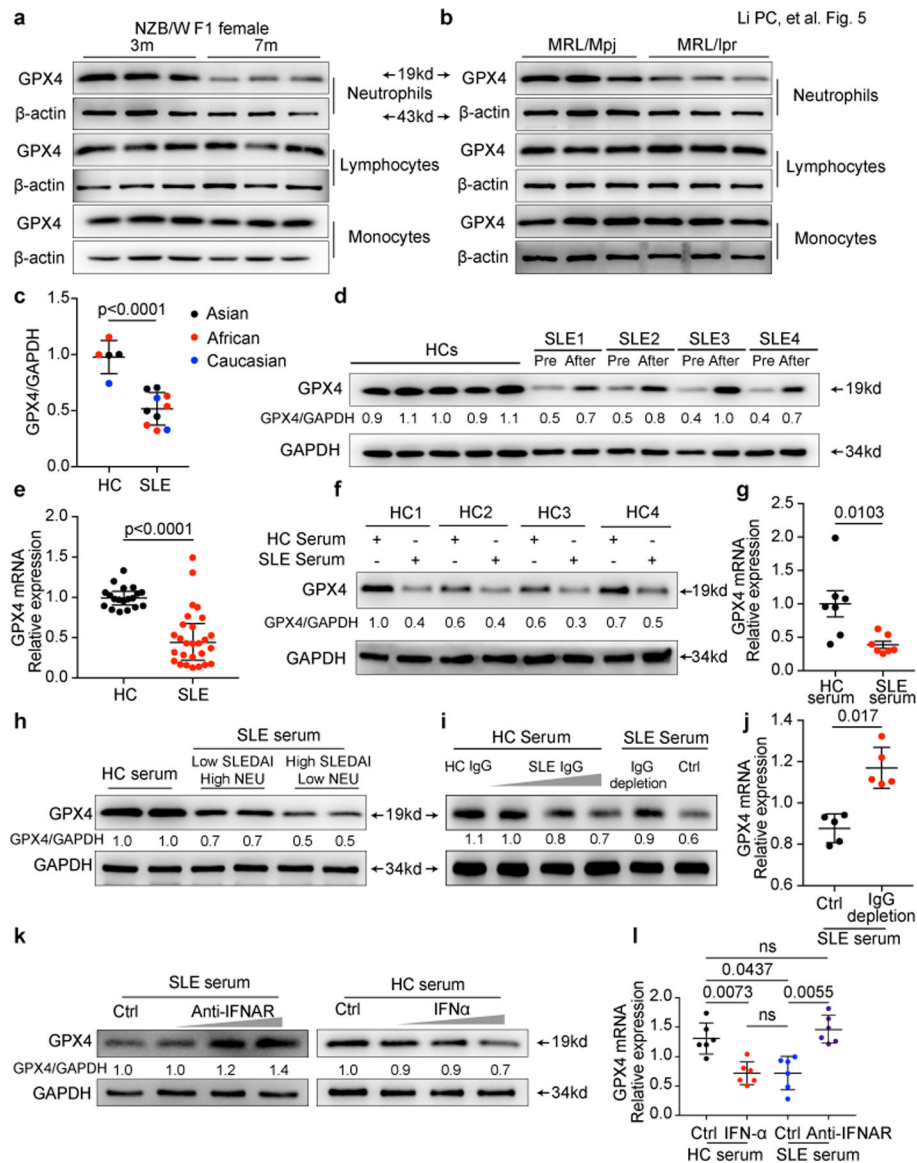 Li PC, et al. Fig. 5
a
NZB/W F1 female
3m 7m
GPX4
β-actin
GPX4
β-actin
GPX4
β-actin
Neutrophils
Lymphocytes
Monocytes
←19kd→
←43kd→
b
MRL/Mpj MRL/lpr
GPX4
β-actin
GPX4
β-actin
GPX4
β-actin
Neutrophils
Lymphocytes
Monocytes
c
p<0.0001
GPX4/GAPDH
1.5
1.0
0.5
0.0
HC SLE
Asian
African
Caucasian
d
HCs SLE1 SLE2 SLE3 SLE4
Pre After Pre After Pre After Pre After
GPX4 ←19kd
GPX4/GAPDH
0.9 1.1 1.0 0.9 1.1 0.5 0.7 0.5 0.8 0.4 1.0 0.4 0.7
GAPDH ←34kd
e
p<0.0001
GPX4 mRNA
Relative expression
2.0
1.5
1.0
0.5
0.0
HC SLE
f
HC1 HC2 HC3 HC4
HC Serum + - + - + - + -
SLE Serum - + - + - + - +
GPX4 ←19kd
GPX4/GAPDH 1.0 0.4 0.6 0.4 0.6 0.3 0.7 0.5
GAPDH ←34kd
g
0.0103
GPX4 mRNA
Relative expression
2.5
2.0
1.5
1.0
0.5
0.0
HC serum
SLE serum
h
SLE serum
HC serum
Low SLEDAI
High NEU
High SLEDAI
Low NEU
GPX4 ←19kd→
GPX4/GAPDH 1.0 1.0 0.7 0.7 0.5 0.5
GAPDH ←34kd→
i
HC Serum SLE Serum
HC IgG SLE IgG IgG depletion Ctrl
1.1 1.0 0.8 0.7 0.9 0.6
j
0.017
GPX4 mRNA
Relative expression
1.4
1.2
1.0
0.8
0.6
Ctrl IgG depletion
SLE serum
k
SLE serum HC serum
Ctrl Anti-IFNAR Ctrl IFNα
GPX4 ←19kd
GPX4/GAPDH
1.0 1.0 1.2 1.4 1.0 0.9 0.9 0.7
GAPDH ←34kd
l
ns
0.0437
0.0073 0.0055
ns
GPX4 mRNA
Relative expression
2.0
1.5
1.0
0.5
0.0
Ctrl IFN-α Ctrl Anti-IFNAR
HC serum SLE serum